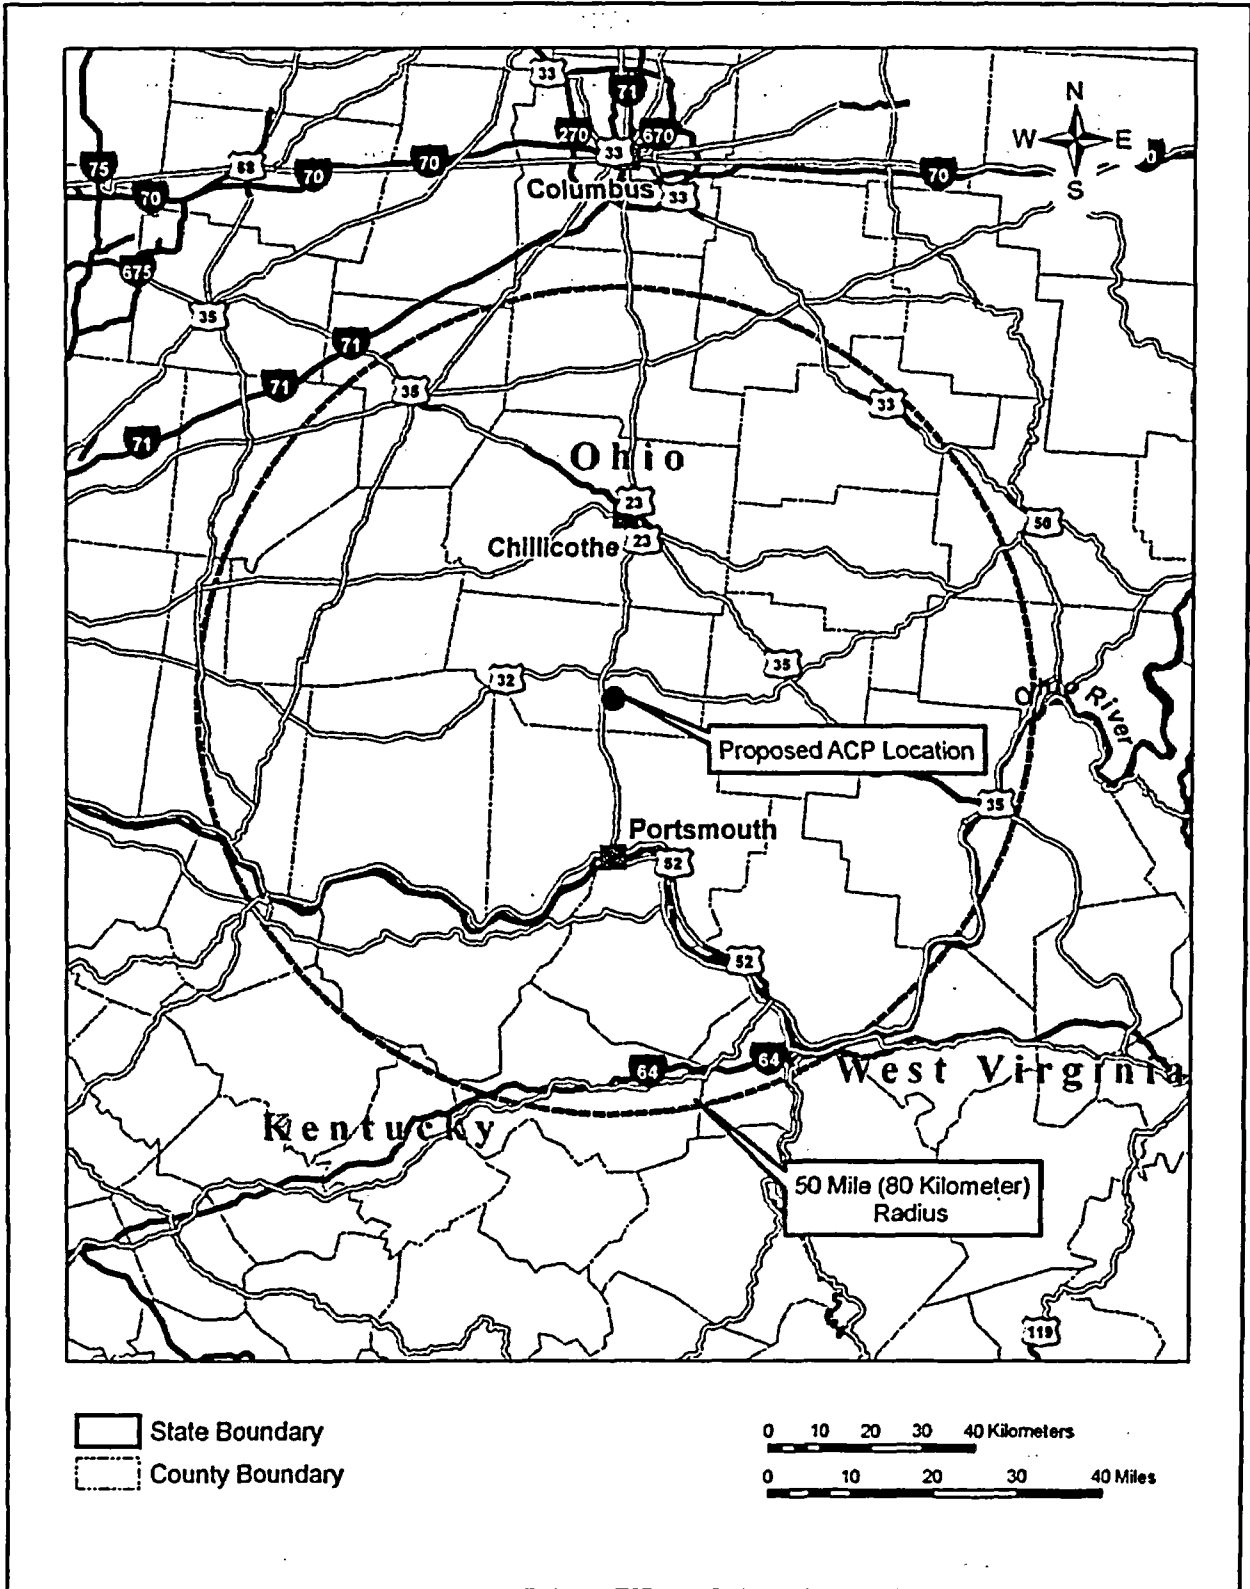 33
71
N
270
670
W
E
75
68
70
70
33
70
0
70
Columbus
33
S
675
35
71
71
35
33
71
Ohio
23
50
Chillicothe
23
35
32
Ohio River
Proposed ACP Location
35
Portsmouth
52
52
64
64
West Virginia
Kentucky
50 Mile (80 Kilometer)
Radius
119
State Boundary
0 10 20 30 40 Kilometers
County Boundary
0 10 20 30 40 Miles